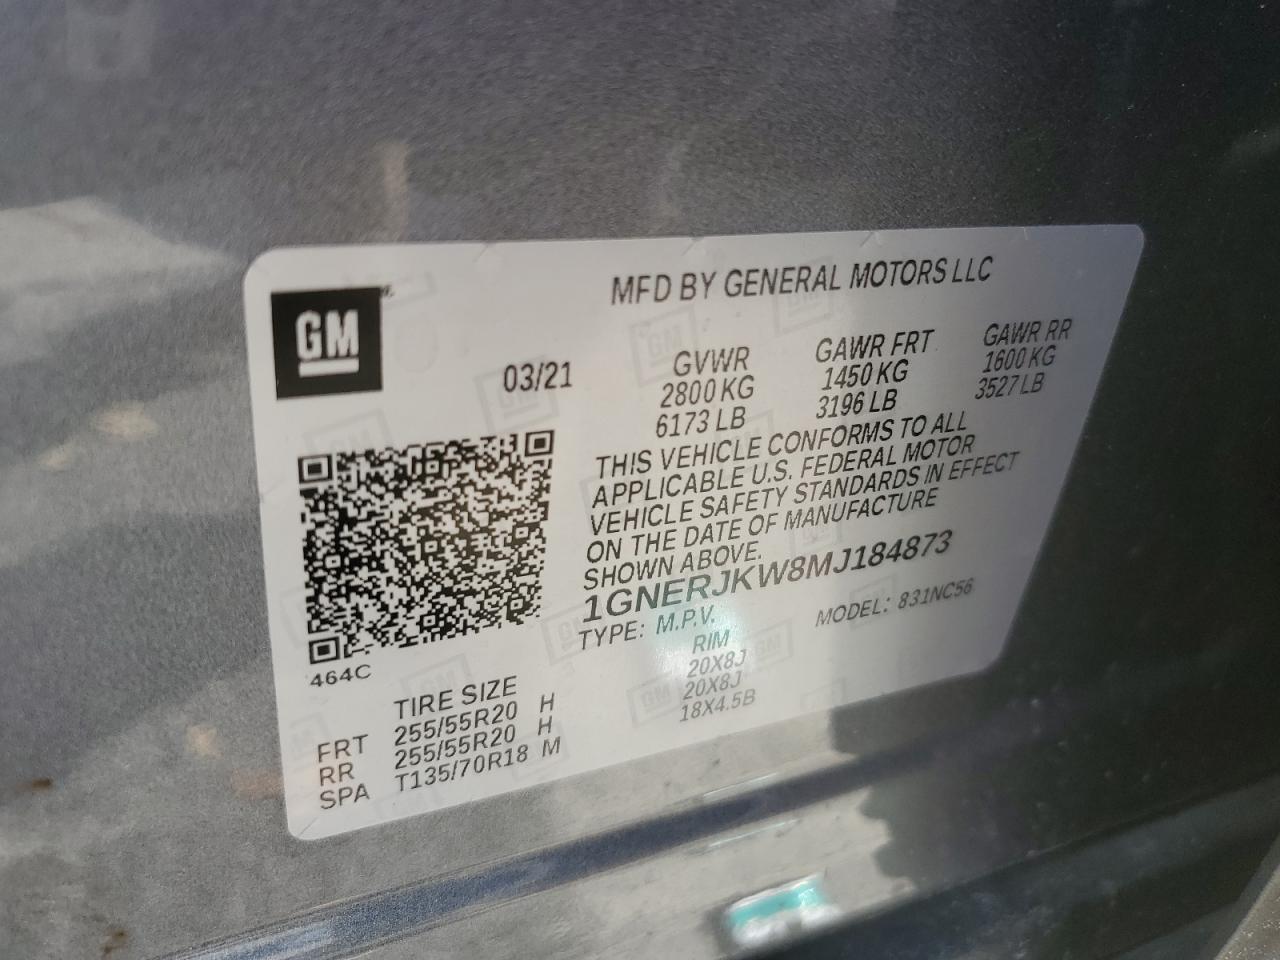 GM
MFD BY GENERAL MOTORS LLC
03/21
GVWR GAWR FRT GAWR RR
2800 KG 1450 KG 1600 KG
6173 LB 3196 LB 3527 LB
THIS VEHICLE CONFORMS TO ALL
APPLICABLE U.S. FEDERAL MOTOR
VEHICLE SAFETY STANDARDS IN EFFECT
ON THE DATE OF MANUFACTURE
SHOWN ABOVE.
1GNERJKW8MJ184873
TYPE: M.P.V. MODEL: 831NC56
464C
TIRE SIZE RIM
FRT 255/55R20 H 20X8J
RR 255/55R20 H 20X8J
SPA T135/70R18 M 18X4.5B